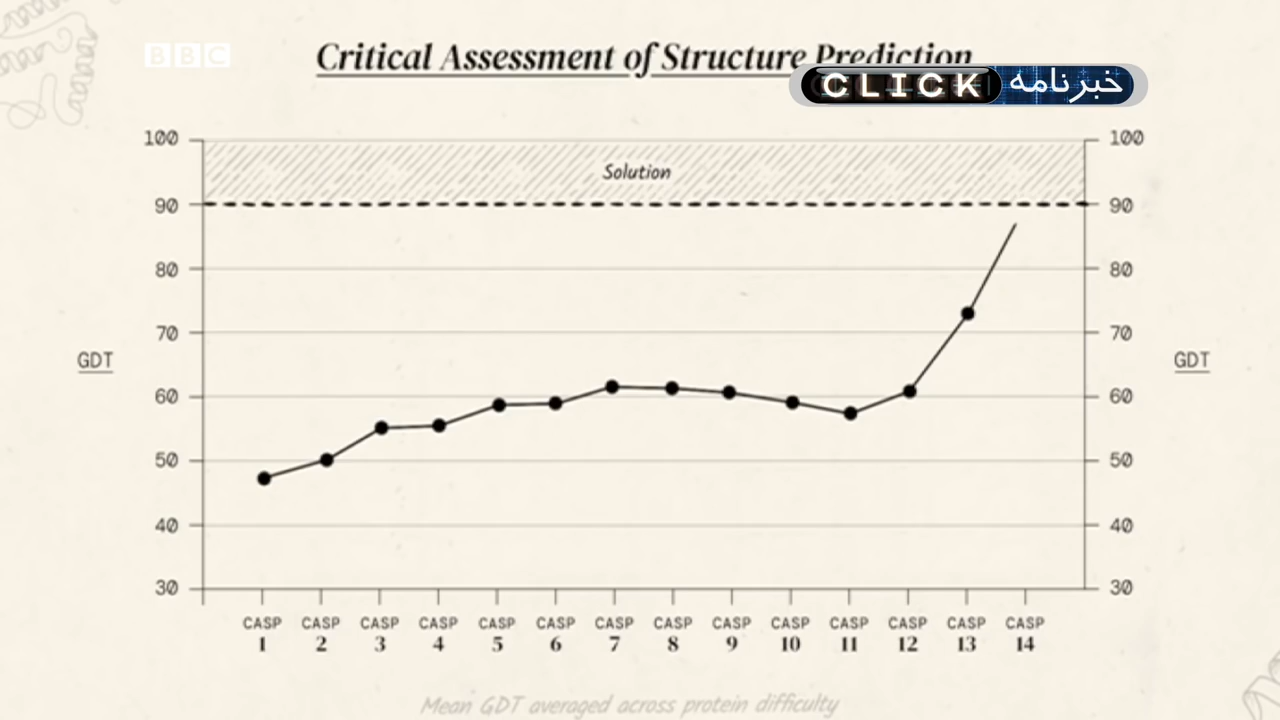 BBC
Critical Assessment of Structure Prediction
CLICK خبرنامه
100 100
Solution
90 90
80 80
70 70
GDT GDT
60 60
50 50
40 40
30 30
CASP CASP CASP CASP CASP CASP CASP CASP CASP CASP CASP CASP CASP CASP
1 2 3 4 5 6 7 8 9 10 11 12 13 14
Mean GDT averaged across protein difficulty